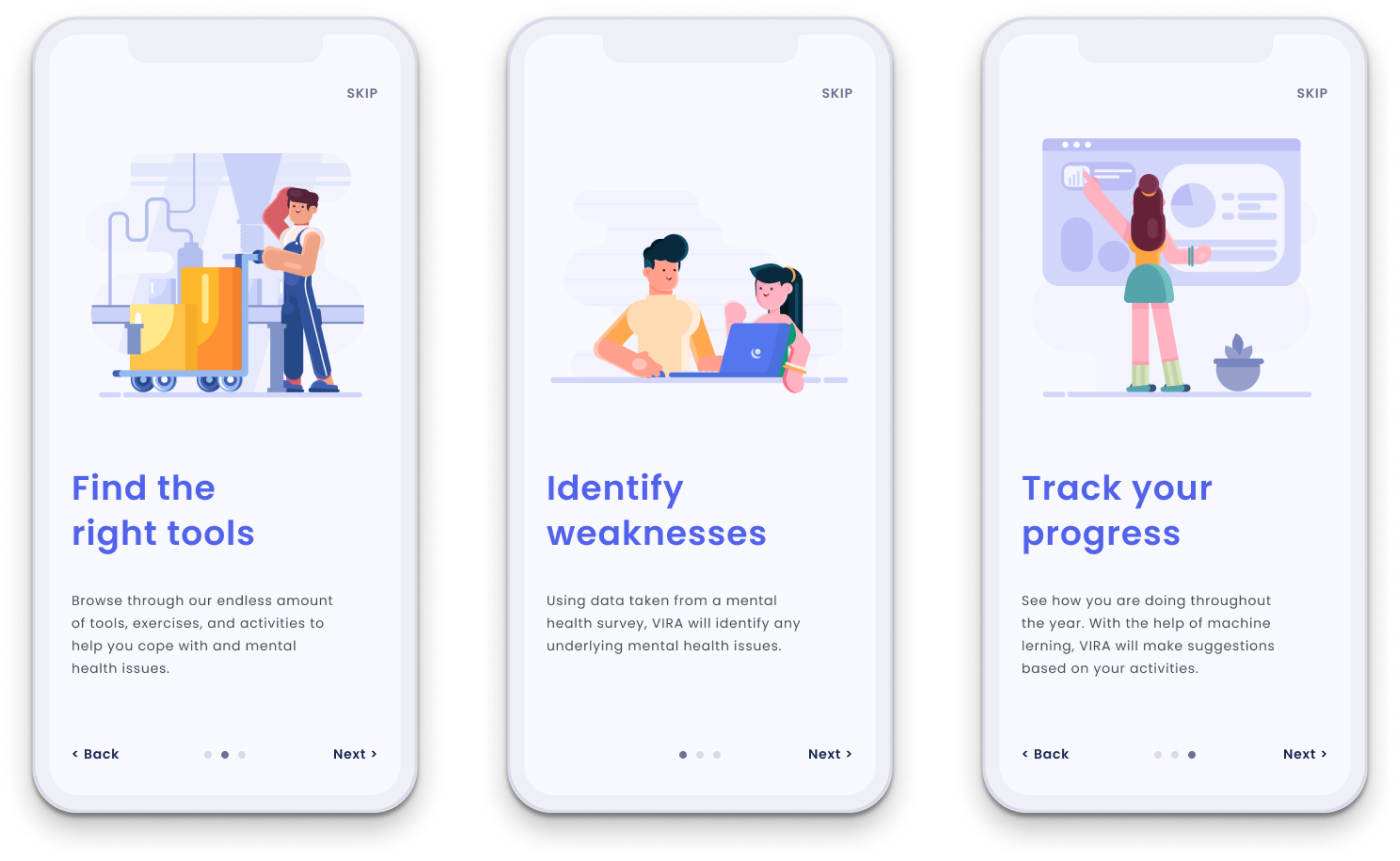 SKIP
Find the
right tools
Browse through our endless amount
of tools, exercises, and activities to
help you cope with and mental
health issues.
< Back
Next >
SKIP
Identify
weaknesses
Using data taken from a mental
health survey, VIRA will identify any
underlying mental health issues.
Next >
SKIP
Track your
progress
See how you are doing throughout
the year. With the help of machine
lerning, VIRA will make suggestions
based on your activities.
< Back
Next >